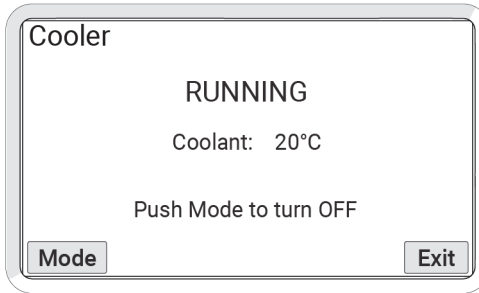 Cooler
RUNNING
Coolant: 20°C
Push Mode to turn OFF
Mode Exit